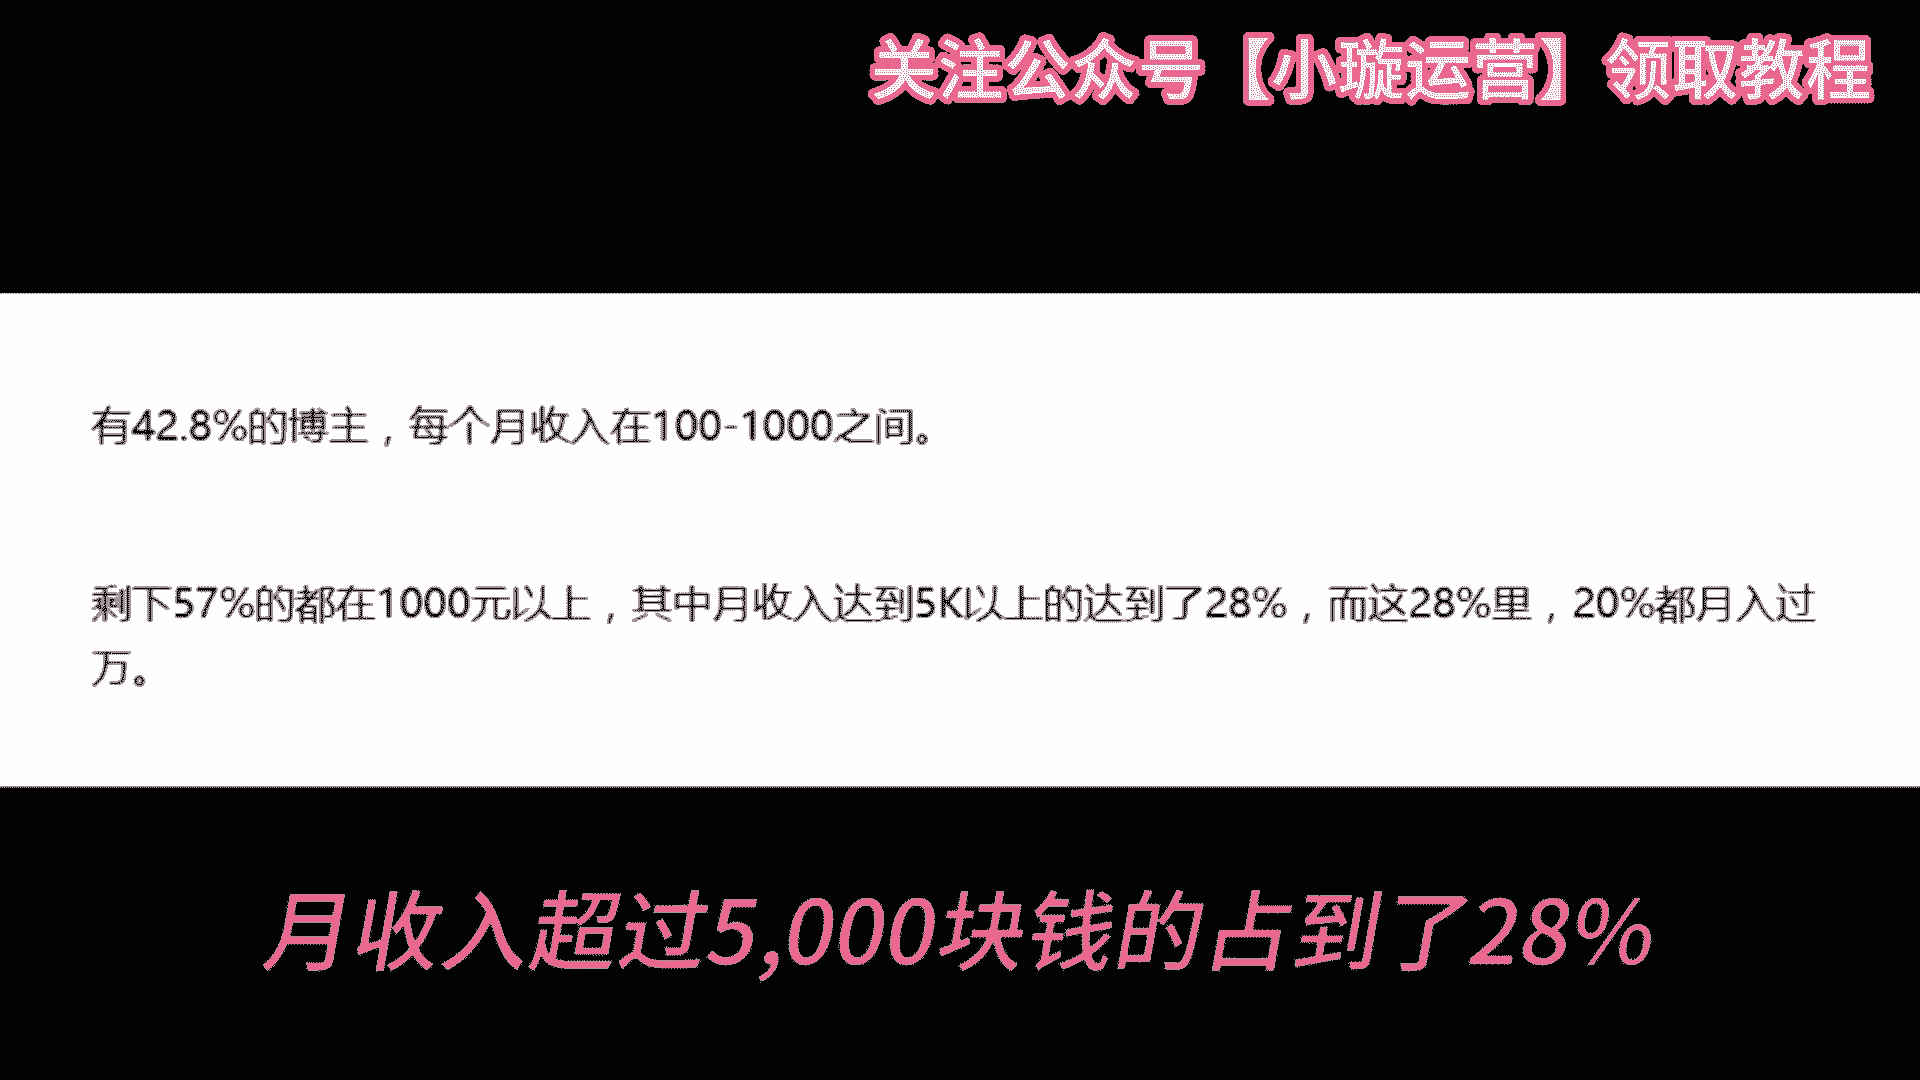 关注公众号【小璇运营】领取教程
有42.8%的博主，每个月收入在100-1000之间。
剩下57%的都在1000元以上，其中月收入达到5K以上的达到了28%，而这28%里，20%都月入过
万。
月收入超过5,000块钱的占到了28%